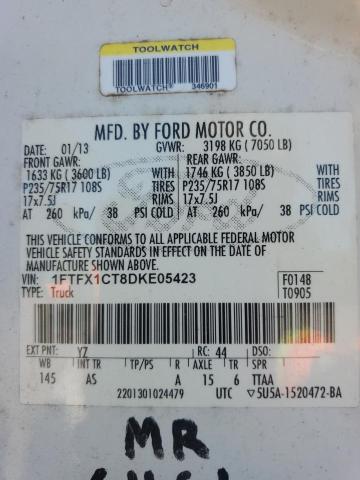 TOOLWATCH
TOOLWATCH® 346901
MFD. BY FORD MOTOR CO.
DATE: 01/13 GVWR: 3198 KG ( 7050 LB)
FRONT GAWR: REAR GAWR:
1633 KG ( 3600 LB) WITH 1746 KG ( 3850 LB) WITH
P235/75R17 108S TIRES P235/75R17 108S TIRES
17x7.5J RIMS 17x7.5J RIMS
AT 260 kPa/ 38 PSI COLD AT 260 kPa/ 38 PSI COLD
THIS VEHICLE CONFORMS TO ALL APPLICABLE FEDERAL MOTOR
VEHICLE SAFETY STANDARDS IN EFFECT ON THE DATE OF
MANUFACTURE SHOWN ABOVE.
VIN: 1FTFX1CT8DKE05423 F0148
TYPE: Truck T0905
EXT PNT: YZ RC: 44 DSO:
WB INT TR TP/PS R AXLE TR SPR
145 AS A 15 6 TTAA
2201301024479 UTC ▽5U5A-1520472-BA
MR